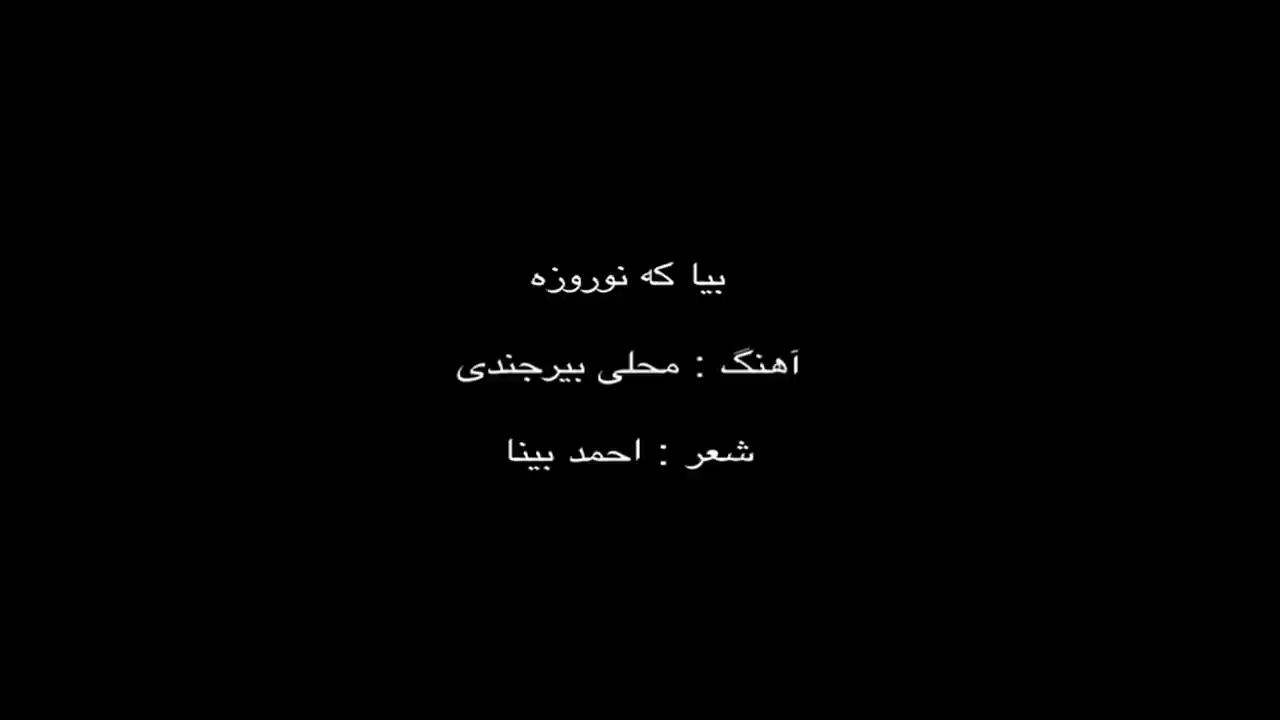 بیا که نوروزه
آهنگ : محلی بیرجندی
شعر : احمد بینا